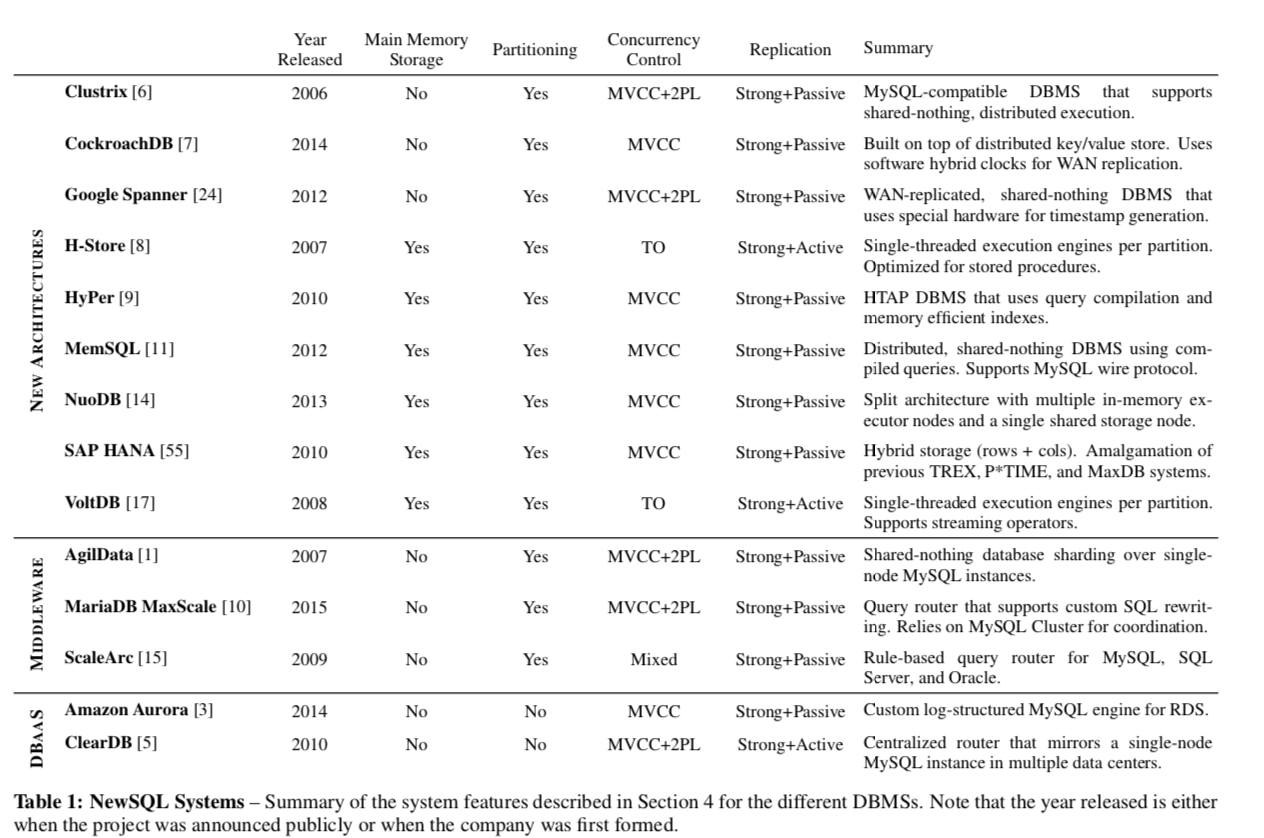 Year Released Main Memory Storage Partitioning Concurrency Control Replication Summary
NEW ARCHITECTURES
Clustrix [6] 2006 No Yes MVCC+2PL Strong+Passive MySQL-compatible DBMS that supports
shared-nothing, distributed execution.
CockroachDB [7] 2014 No Yes MVCC Strong+Passive Built on top of distributed key/value store. Uses
software hybrid clocks for WAN replication.
Google Spanner [24] 2012 No Yes MVCC+2PL Strong+Passive WAN-replicated, shared-nothing DBMS that
uses special hardware for timestamp generation.
H-Store [8] 2007 Yes Yes TO Strong+Active Single-threaded execution engines per partition.
Optimized for stored procedures.
HyPer [9] 2010 Yes Yes MVCC Strong+Passive HTAP DBMS that uses query compilation and
memory efficient indexes.
MemSQL [11] 2012 Yes Yes MVCC Strong+Passive Distributed, shared-nothing DBMS using com-
piled queries. Supports MySQL wire protocol.
NuoDB [14] 2013 Yes Yes MVCC Strong+Passive Split architecture with multiple in-memory ex-
ecutor nodes and a single shared storage node.
SAP HANA [55] 2010 Yes Yes MVCC Strong+Passive Hybrid storage (rows + cols). Amalgamation of
previous TREX, P*TIME, and MaxDB systems.
VoltDB [17] 2008 Yes Yes TO Strong+Active Single-threaded execution engines per partition.
Supports streaming operators.
MIDDLEWARE
AgilData [1] 2007 No Yes MVCC+2PL Strong+Passive Shared-nothing database sharding over single-
node MySQL instances.
MariaDB MaxScale [10] 2015 No Yes MVCC+2PL Strong+Passive Query router that supports custom SQL rewrit-
ing. Relies on MySQL Cluster for coordination.
ScaleArc [15] 2009 No Yes Mixed Strong+Passive Rule-based query router for MySQL, SQL
Server, and Oracle.
DBAAS
Amazon Aurora [3] 2014 No No MVCC Strong+Passive Custom log-structured MySQL engine for RDS.
ClearDB [5] 2010 No No MVCC+2PL Strong+Active Centralized router that mirrors a single-node
MySQL instance in multiple data centers.
Table 1: NewSQL Systems – Summary of the system features described in Section 4 for the different DBMSs. Note that the year released is either
when the project was announced publicly or when the company was first formed.